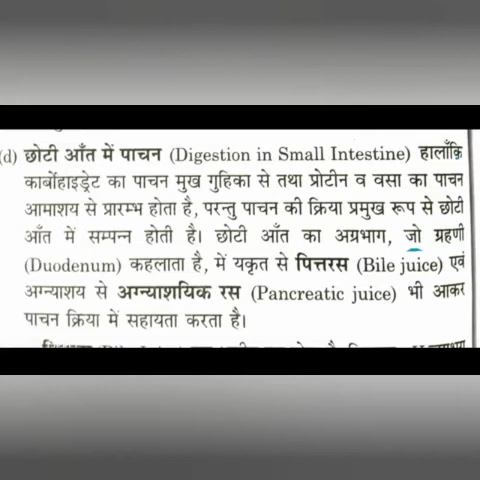 (d) छोटी आँत में पाचन (Digestion in Small Intestine) हालाँकि
कार्बोहाइड्रेट का पाचन मुख गुहिका से तथा प्रोटीन व वसा का पाचन
आमाशय से प्रारम्भ होता है, परन्तु पाचन की क्रिया प्रमुख रूप से छोटी
आँत में सम्पन्न होती है। छोटी आँत का अग्रभाग, जो ग्रहणी
(Duodenum) कहलाता है, में यकृत से पित्तरस (Bile juice) एवं
अग्न्याशय से अग्न्याशयिक रस (Pancreatic juice) भी आकर
पाचन क्रिया में सहायता करता है।